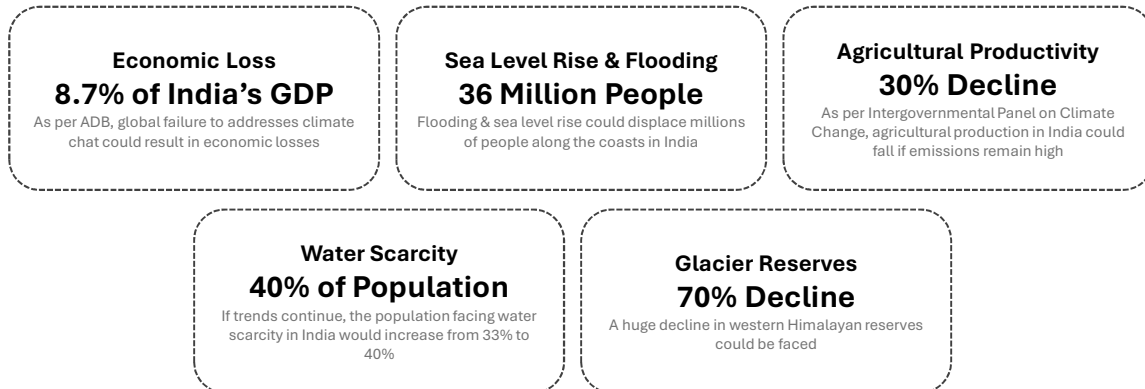 Economic Loss
8.7% of India's GDP
As per ADB, global failure to addresses climate
chat could result in economic losses
Sea Level Rise & Flooding
36 Million People
Flooding & sea level rise could displace millions
of people along the coasts in India
Agricultural Productivity
30% Decline
As per Intergovernmental Panel on Climate
Change, agricultural production in India could
fall if emissions remain high
Water Scarcity
40% of Population
If trends continue, the population facing water
scarcity in India would increase from 33% to
40%
Glacier Reserves
70% Decline
A huge decline in western Himalayan reserves
could be faced